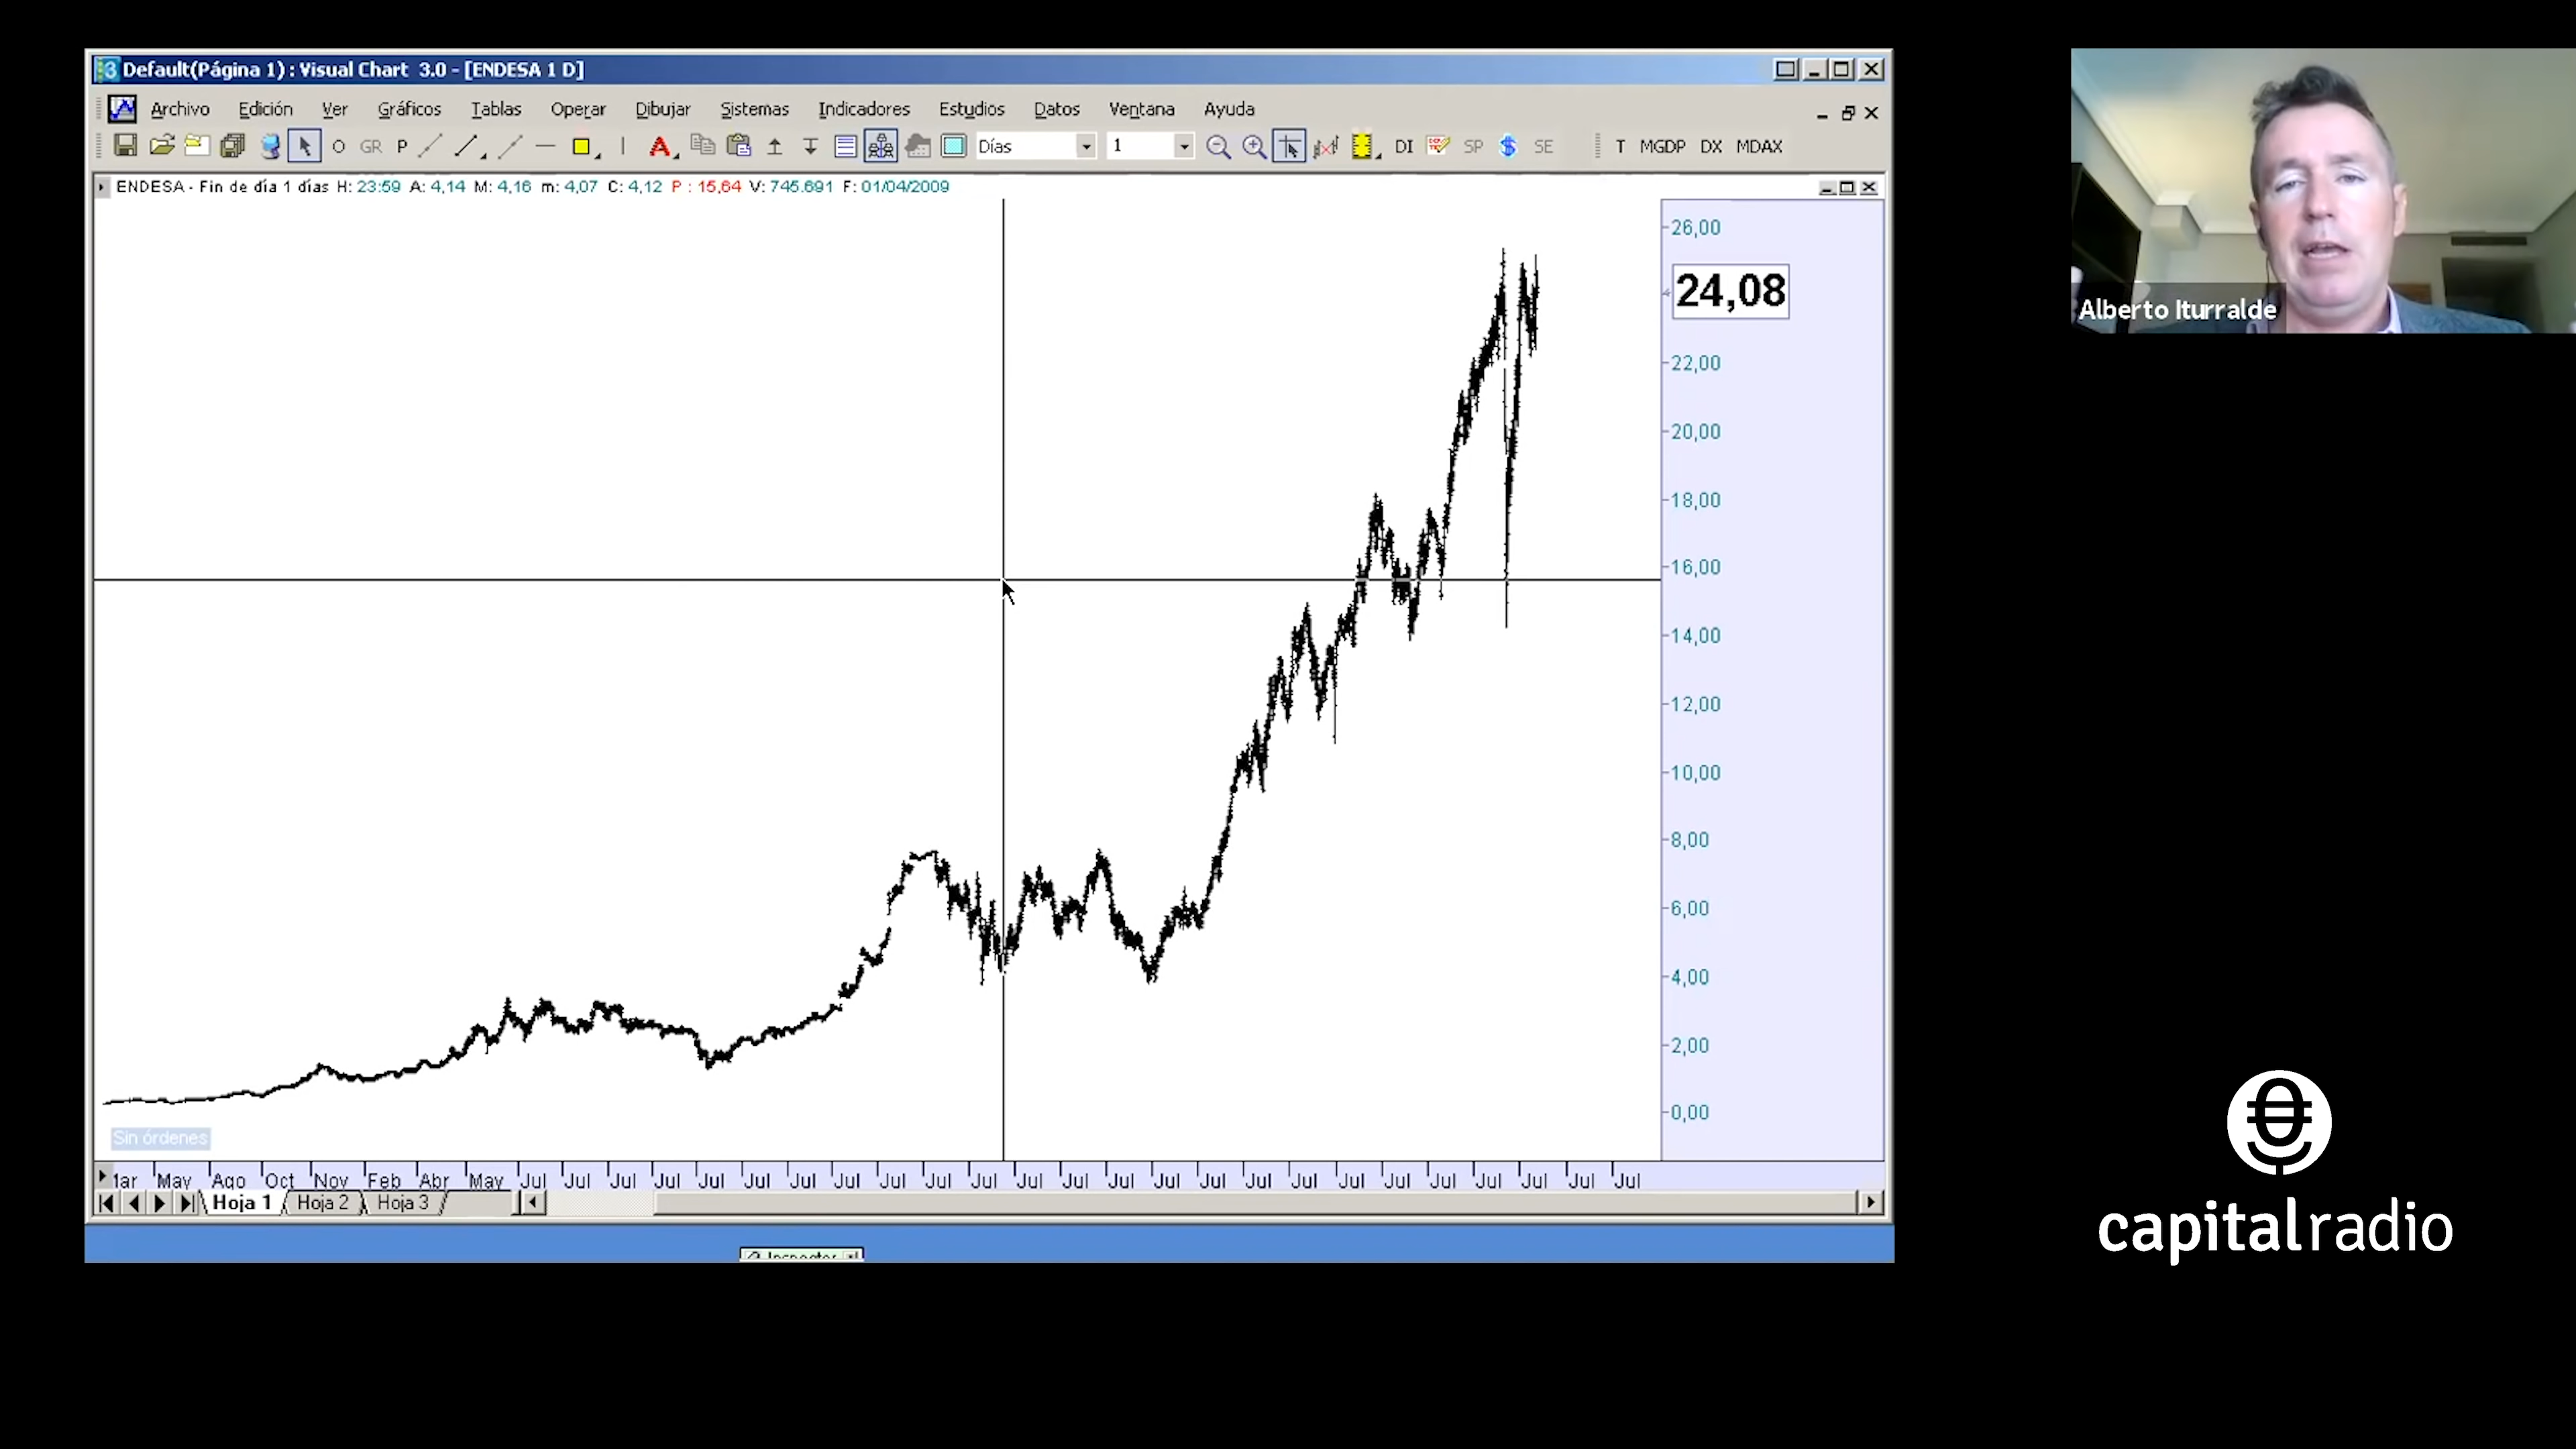 Default(Página 1) : Visual Chart 3.0 - [ENDESA 1 D]
Archivo Edición Ver Gráficos Tablas Operar Dibujar Sistemas Indicadores Estudios Datos Ventana Ayuda
O GR P A Días 1 DI SP $ SE T MGDP DX MDAX
ENDESA - Fin de día 1 días H: 23:59 A: 4,14 M: 4,16 m: 4,07 C: 4,12 P : 15,64 V: 745.691 F: 01/04/2009
26,00
24,08
22,00
20,00
18,00
16,00
14,00
12,00
10,00
8,00
6,00
4,00
2,00
0,00
Sin órdenes
May Ago Oct Nov Feb Abr May Jul Jul Jul Jul Jul Jul Jul Jul Jul Jul Jul Jul Jul Jul Jul Jul Jul Jul Jul Jul Jul Jul Jul Jul Jul
Hoja 1 Hoja 2 Hoja 3
Alberto Iturralde
capitalradio